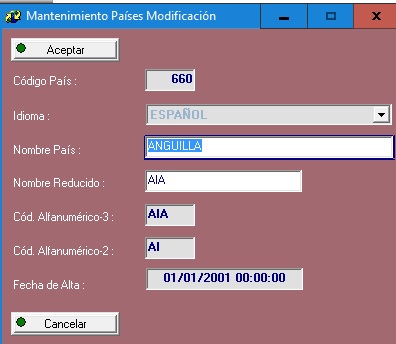 Mantenimiento Países Modificación
Aceptar
Código País : 660
Idioma : ESPAÑOL
Nombre País : ANGUILLA
Nombre Reducido : AIA
Cód. Alfanumérico-3 : AIA
Cód. Alfanumérico-2 : AI
Fecha de Alta : 01/01/2001 00:00:00
Cancelar